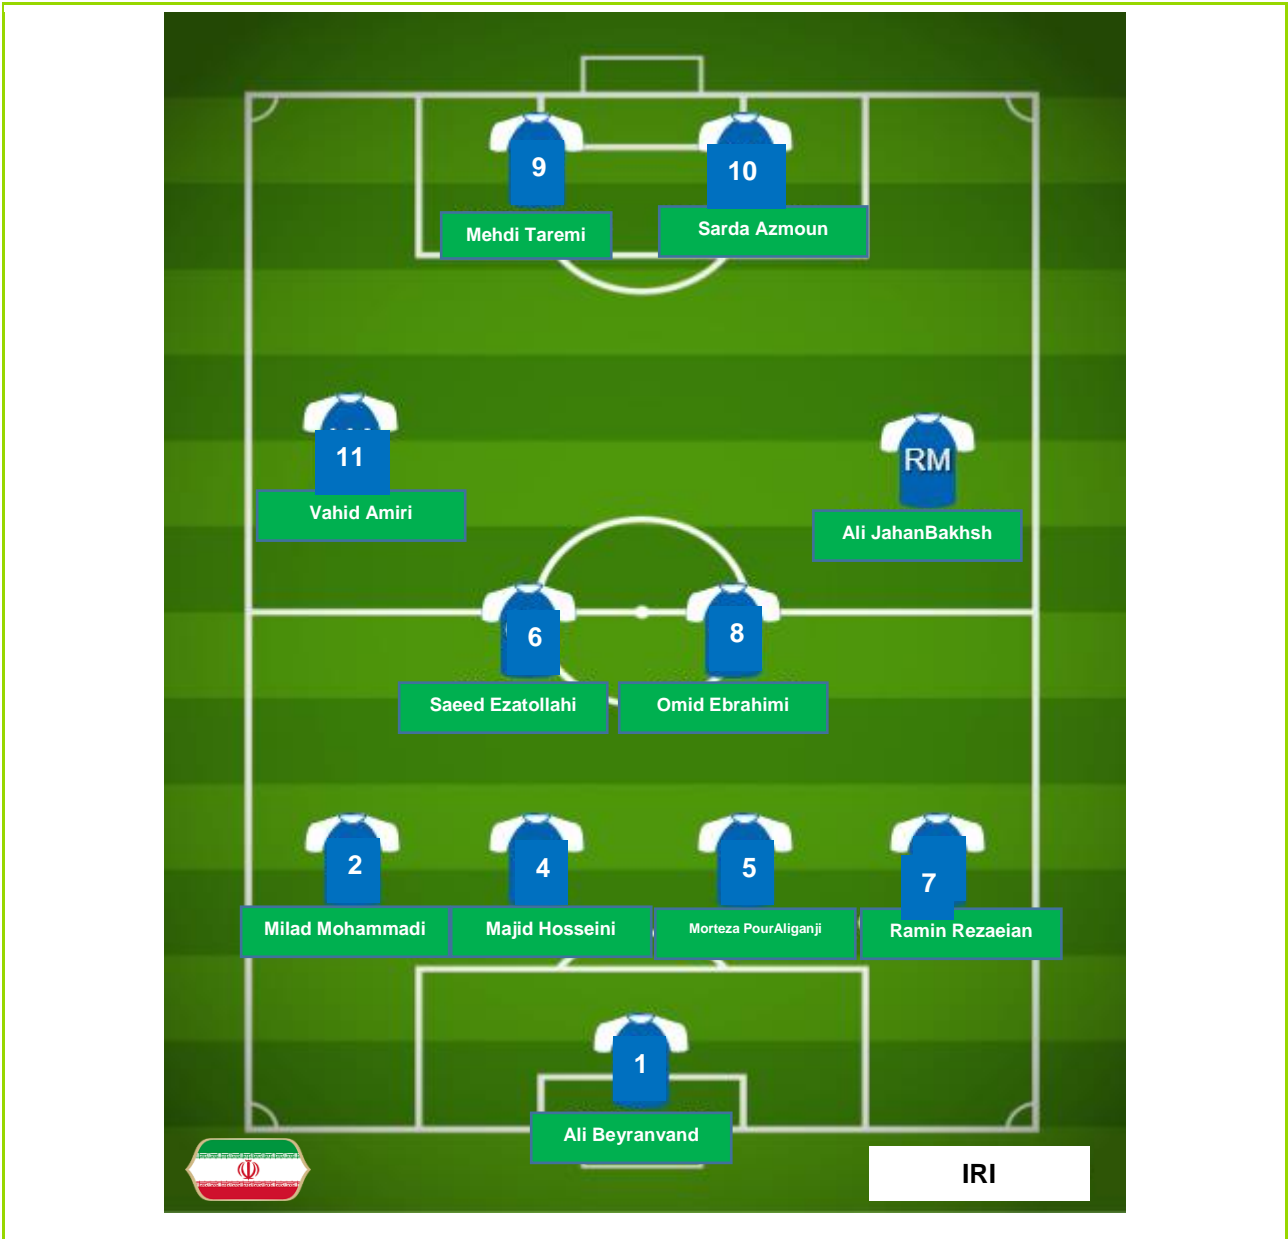 9
10
Mehdi Taremi
Sarda Azmoun
11
RM
Vahid Amiri
Ali JahanBakhsh
6
8
Saeed Ezatollahi
Omid Ebrahimi
2
4
5
7
Milad Mohammadi
Majid Hosseini
Morteza PourAliganji
Ramin Rezaeian
1
Ali Beyranvand
IRI